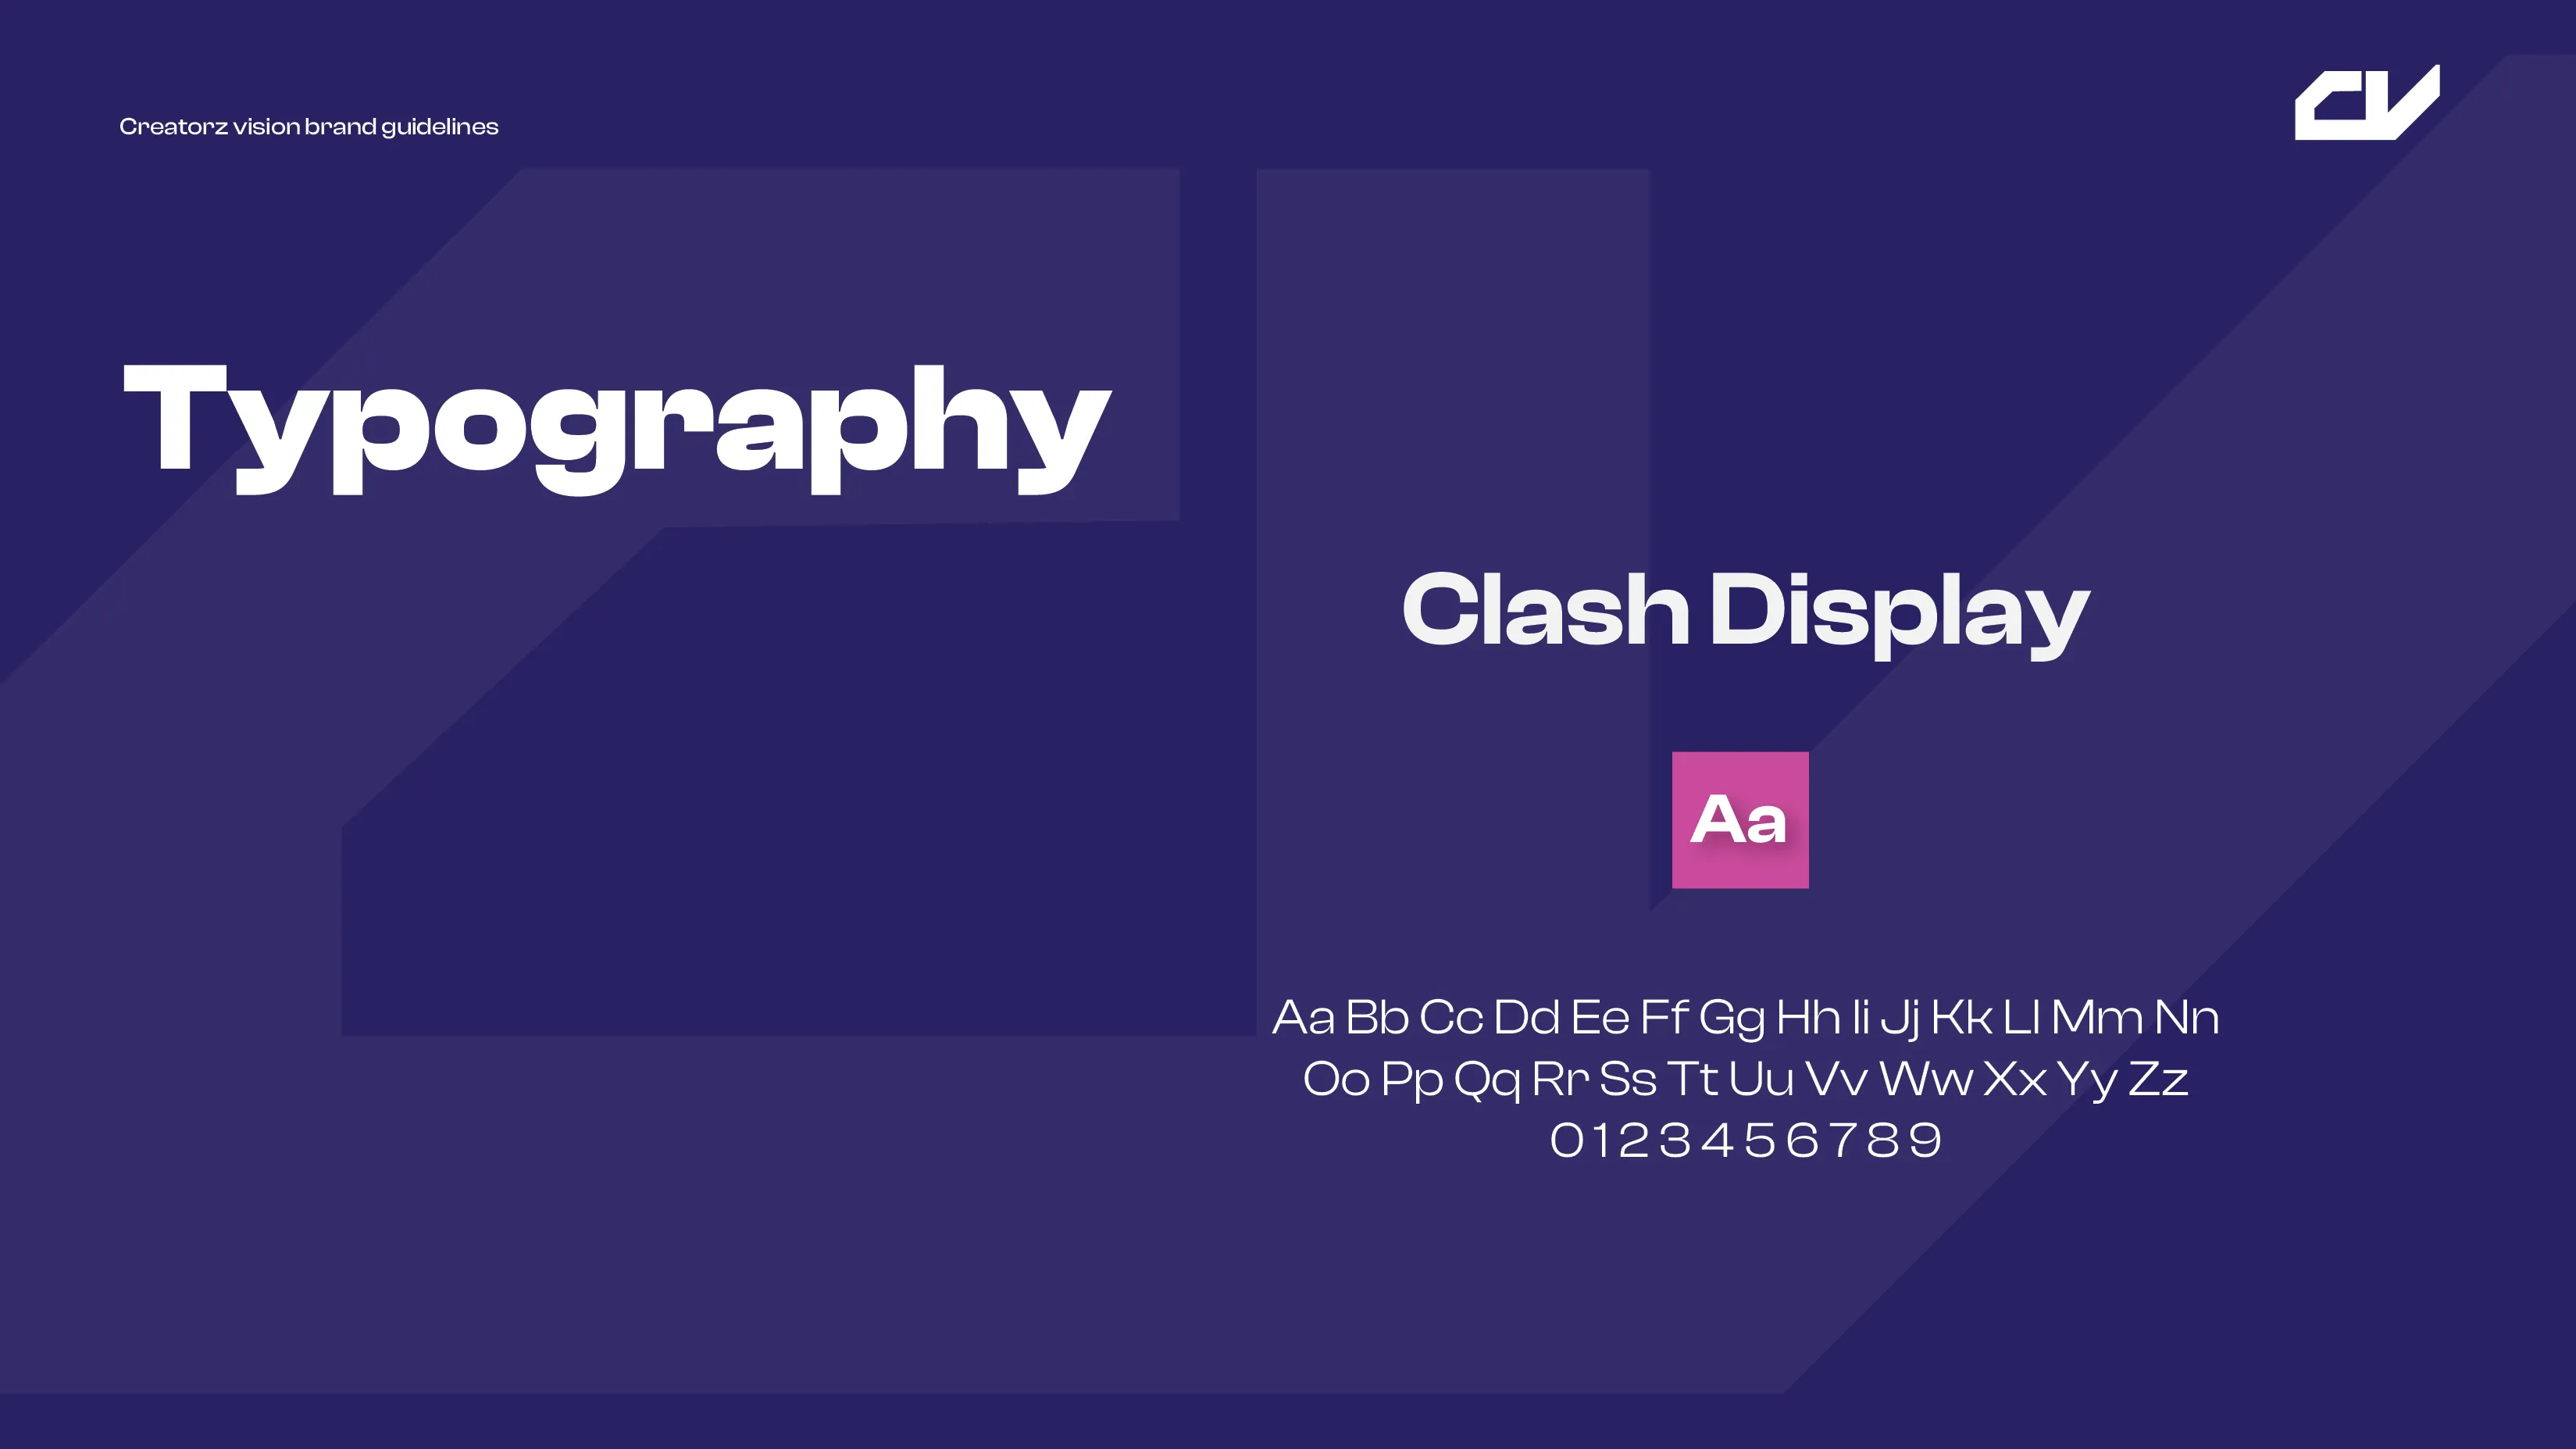 Creatorz vision brand guidelines
CV
Typography
Clash Display
Aa
Aa Bb Cc Dd Ee Ff Gg Hh Ii Jj Kk Ll Mm Nn
Oo Pp Qq Rr Ss Tt Uu Vv Ww Xx Yy Zz
0 1 2 3 4 5 6 7 8 9